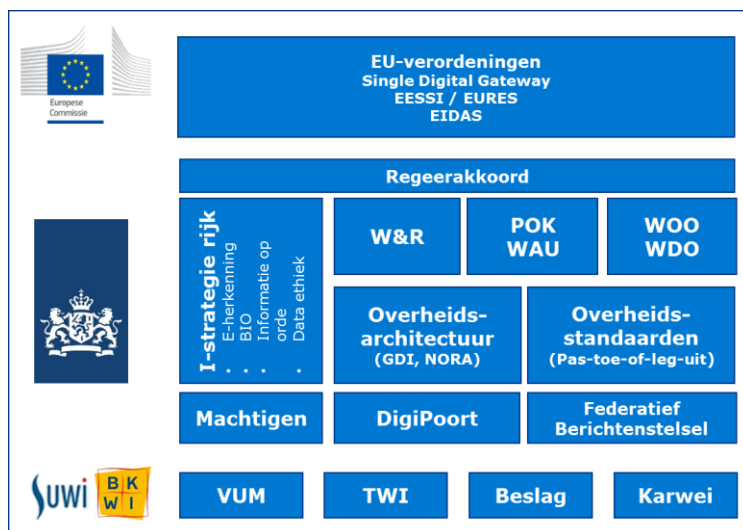 Europese
Commissie
EU-verordeningen
Single Digital Gateway
EESSI / EURES
EIDAS
Regeerakkoord
I-strategie rijk
• E-herkenning
• BIO
• Informatie op
orde
• Data ethiek
W&R
POK
WAU
WOO
WDO
Overheids-
architectuur
(GDI, NORA)
Overheids-
standaarden
(Pas-toe-of-leg-uit)
Machtigen
DigiPoort
Federatief
Berichtenstelsel
SUWI
B K
W I
VUM
TWI
Beslag
Karwei